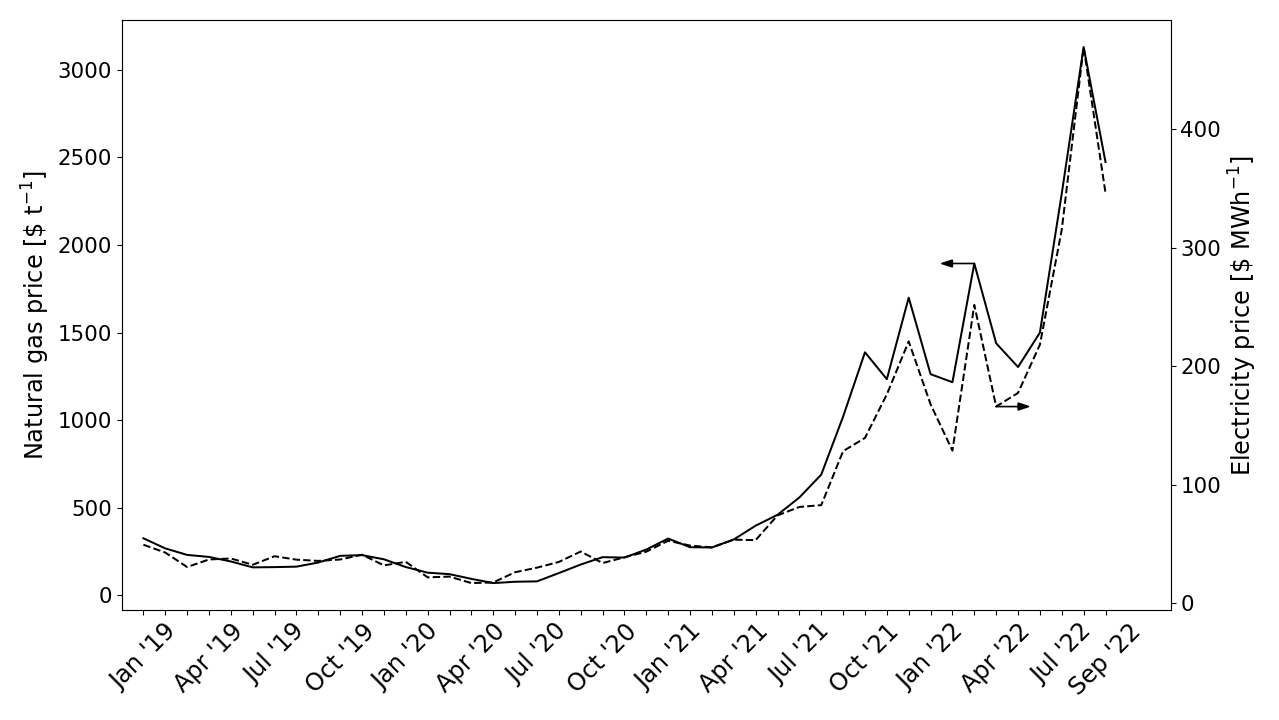 Natural gas price [$ t⁻¹]
3000
2500
2000
1500
1000
500
0
Electricity price [$ MWh⁻¹]
400
300
200
100
0
Jan '19
Apr '19
Jul '19
Oct '19
Jan '20
Apr '20
Jul '20
Oct '20
Jan '21
Apr '21
Jul '21
Oct '21
Jan '22
Apr '22
Jul '22
Sep '22